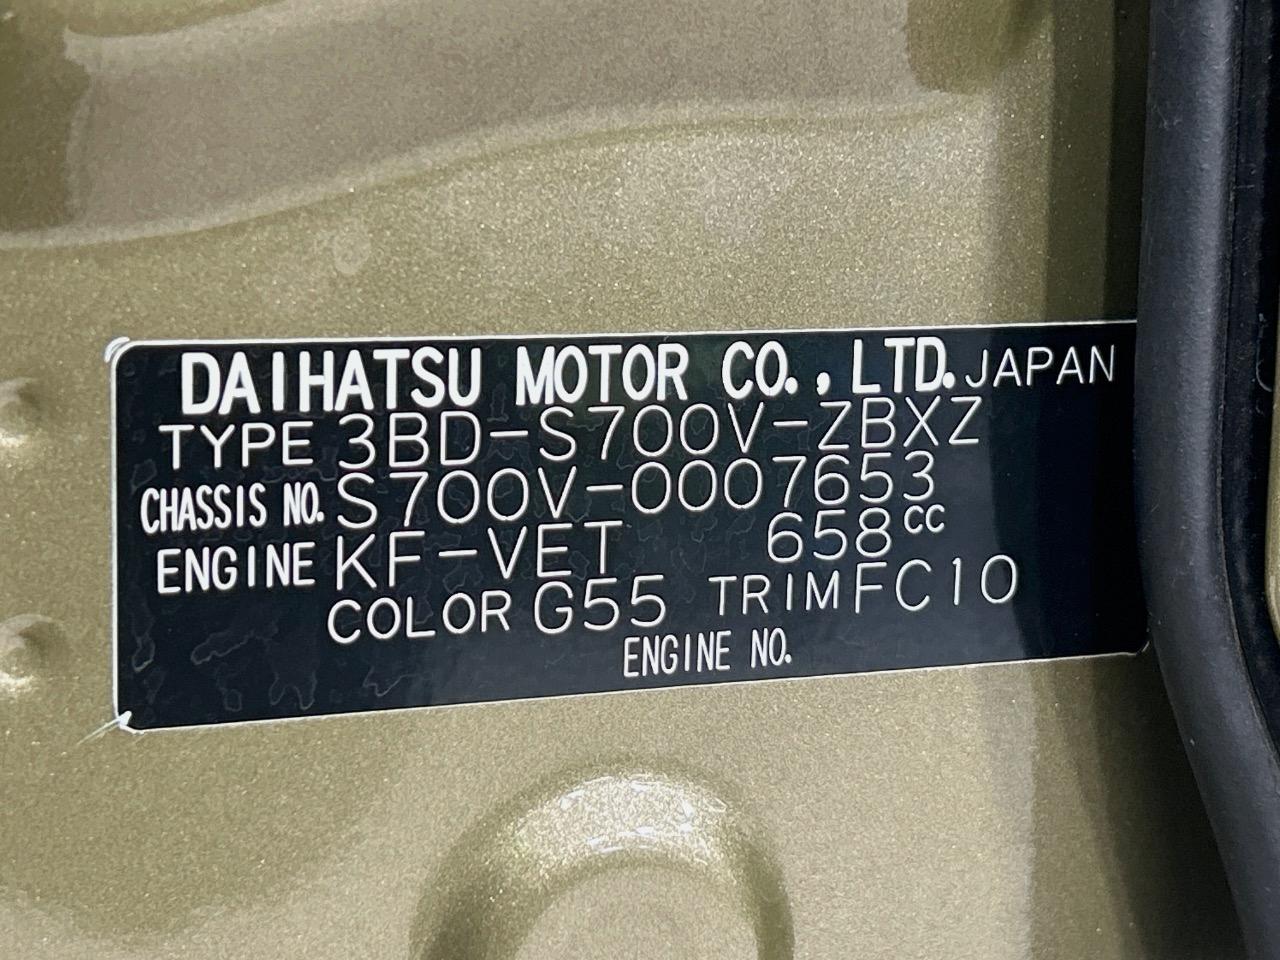 DAIHATSU MOTOR CO., LTD. JAPAN
TYPE 3BD-S700V-ZBXZ
CHASSIS NO. S700V-0007653
ENGINE KF-VET 658cc
COLOR G55 TRIM FC10
ENGINE NO.